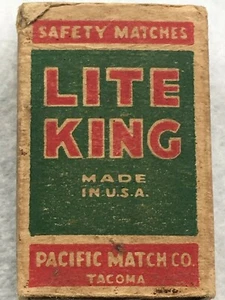 SAFETY MATCHES
LITE
KING
MADE
IN U.S.A.
PACIFIC MATCH CO.
TACOMA